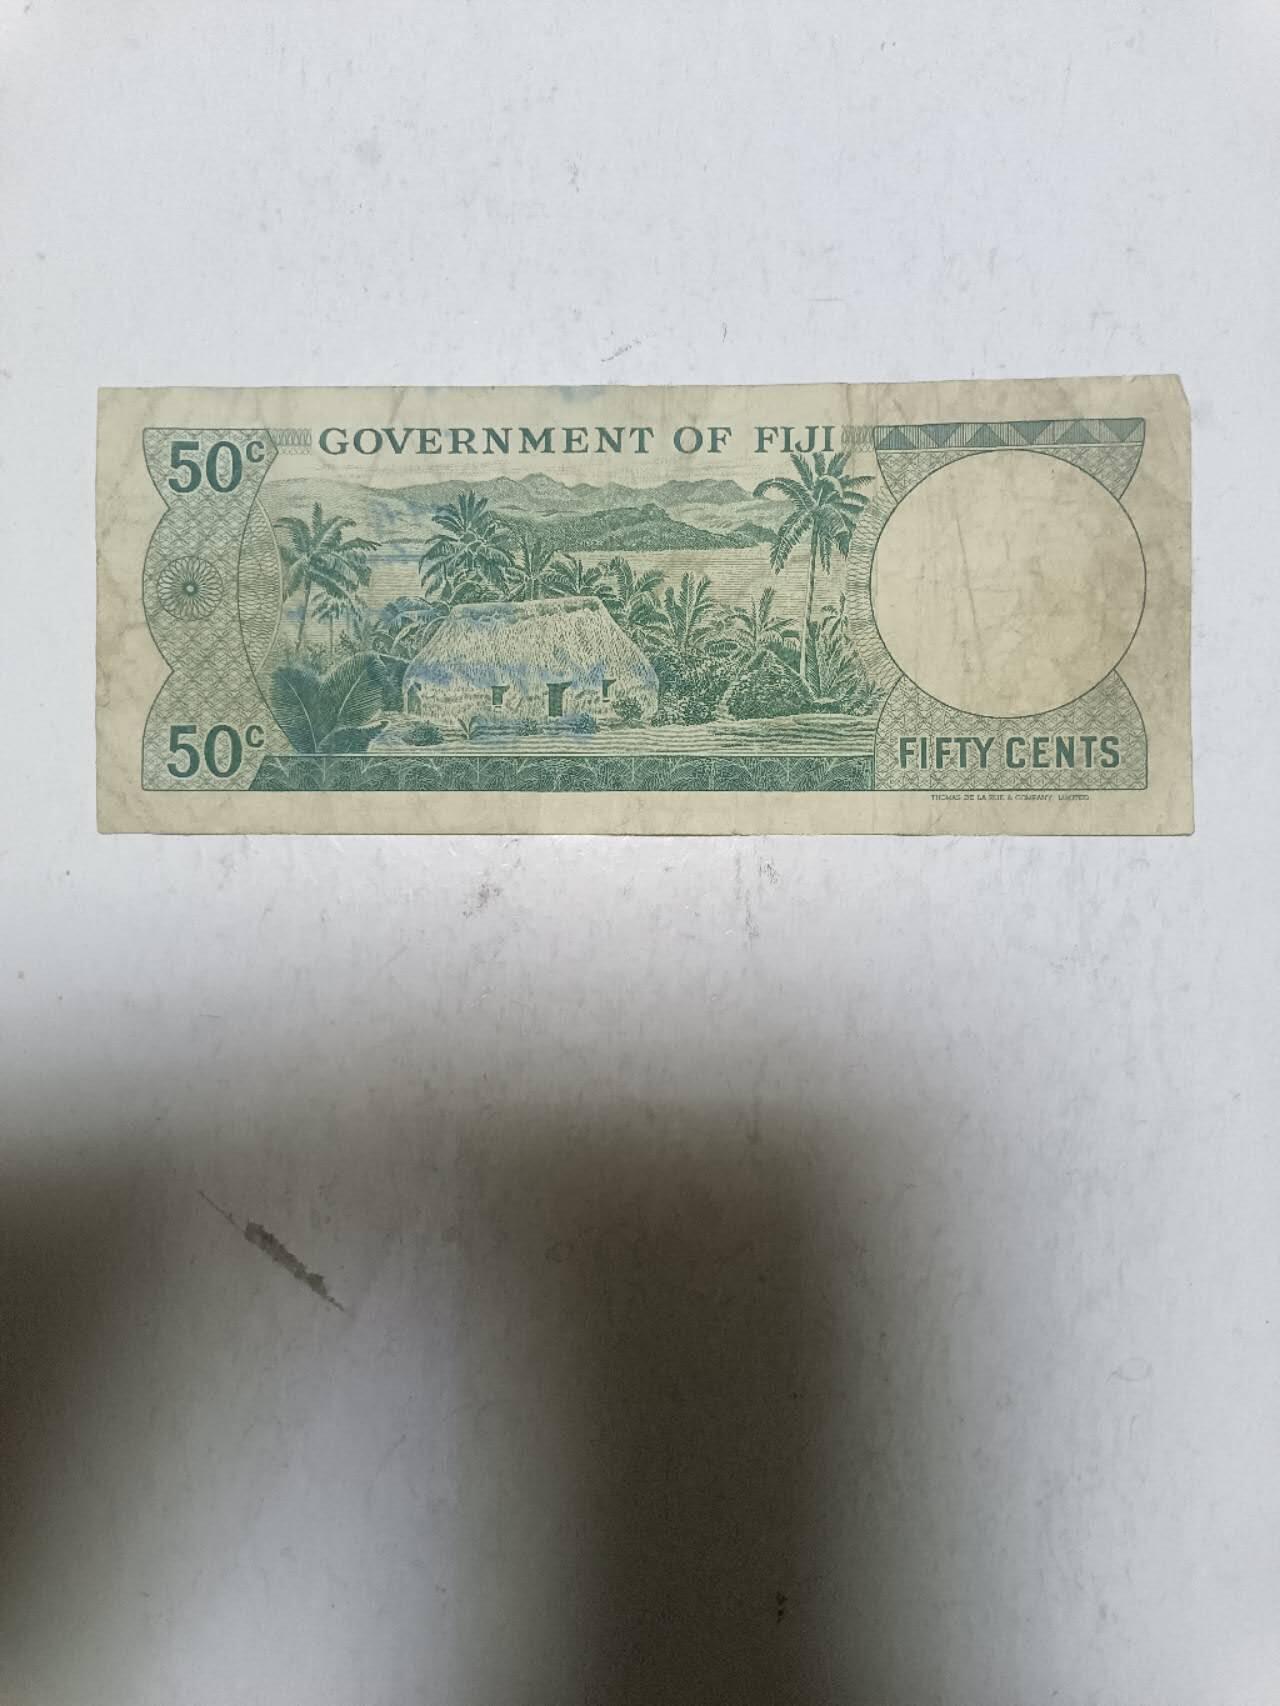 GOVERNMENT OF FIJI
50c
50c
FIFTY CENTS
THOMAS DE LA RUE & COMPANY, LIMITED